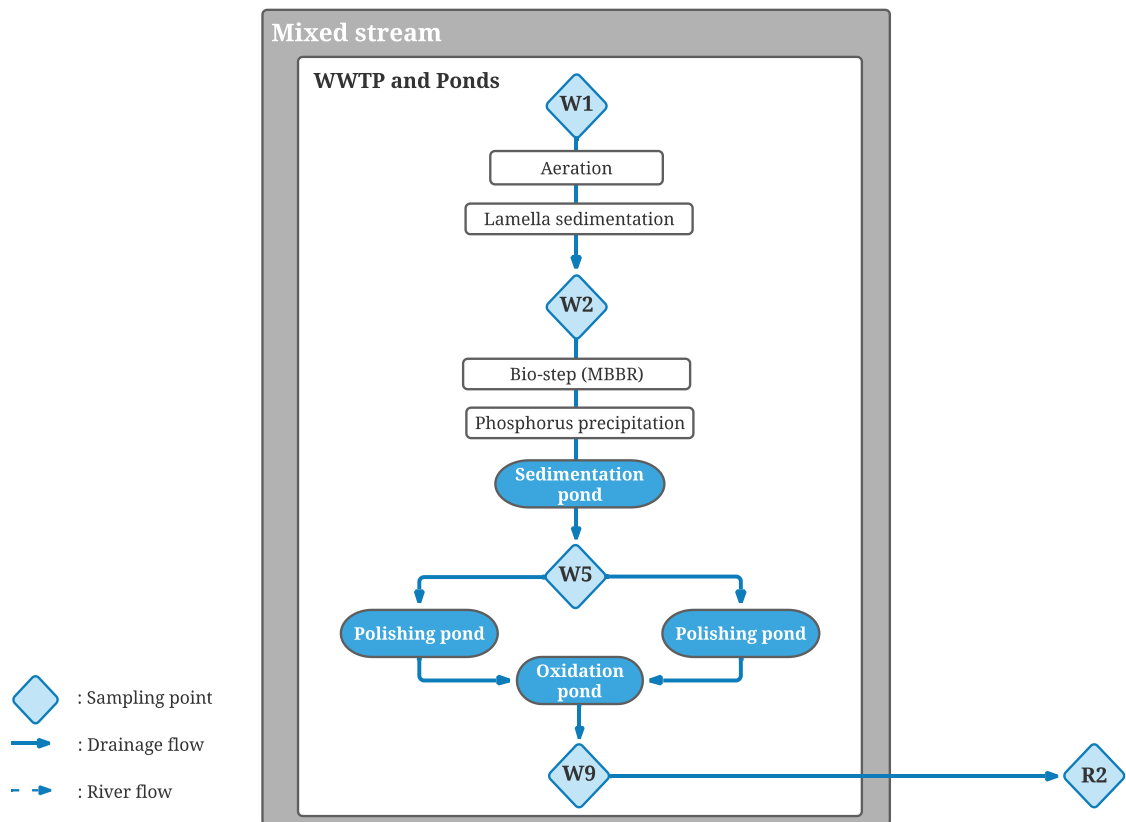 Mixed stream
WWTP and Ponds
W1
Aeration
Lamella sedimentation
W2
Bio-step (MBBR)
Phosphorus precipitation
Sedimentation
pond
W5
Polishing pond
Polishing pond
Oxidation
pond
W9
R2
: Sampling point
: Drainage flow
: River flow